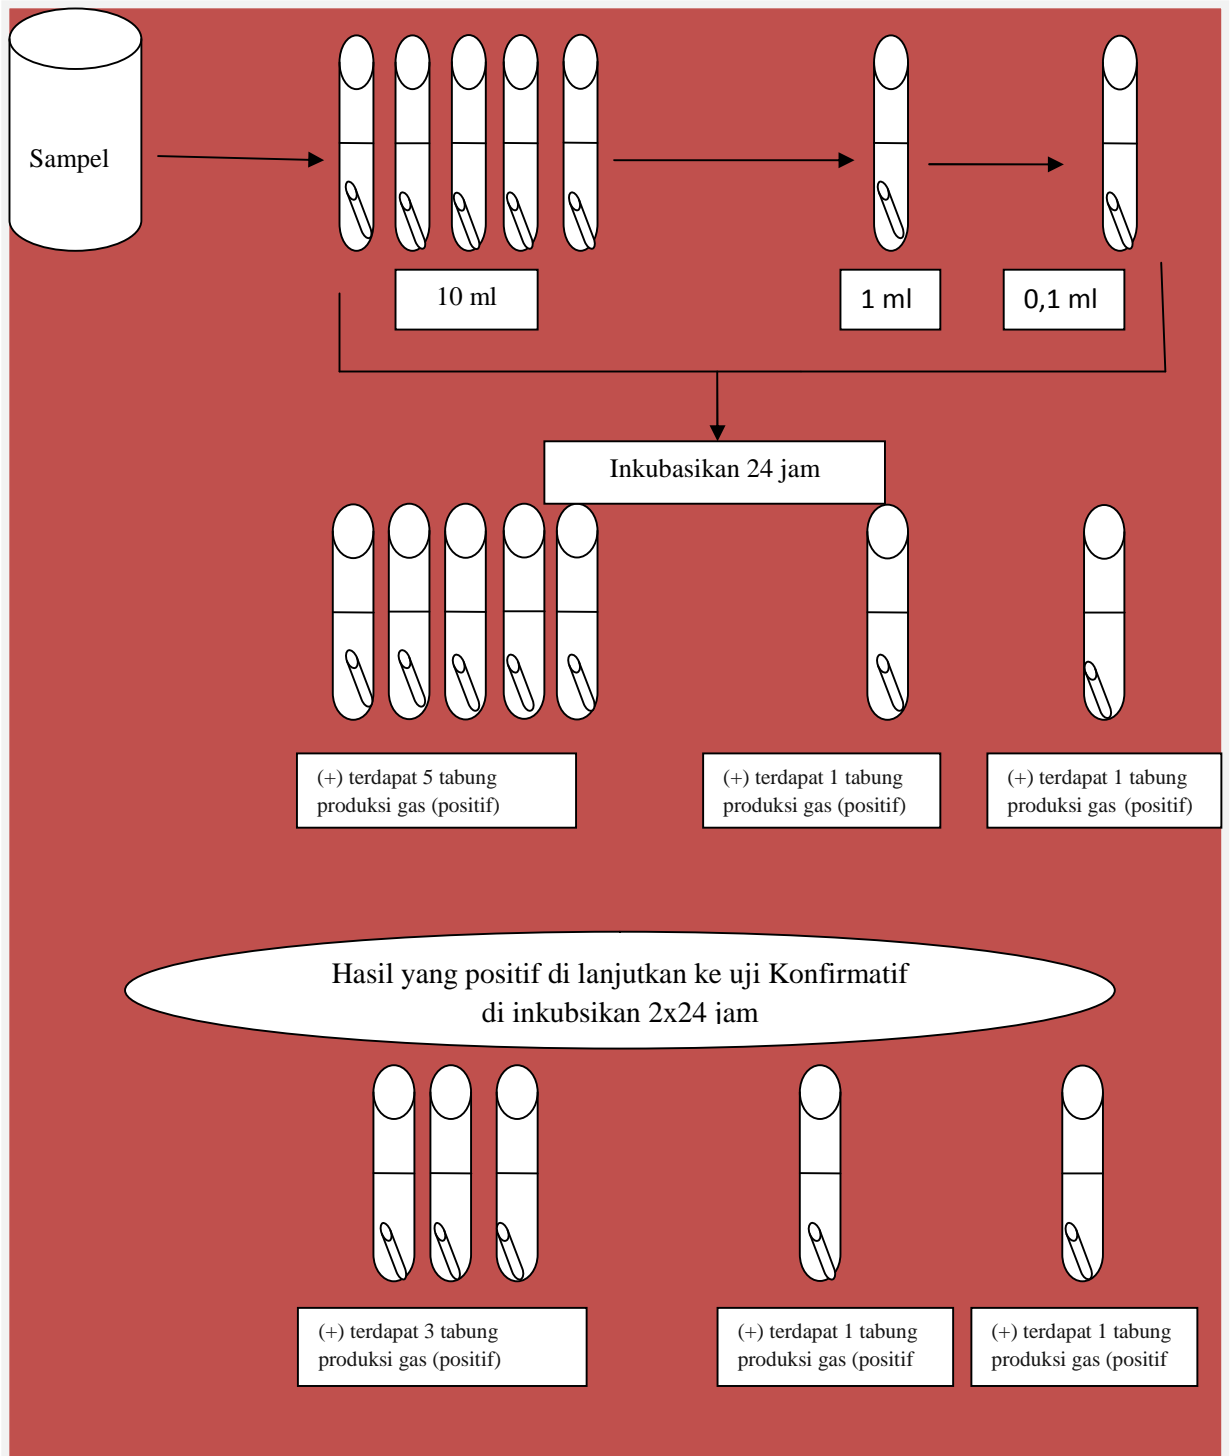 Sampel
10 ml
1 ml
0,1 ml
Inkubasikan 24 jam
(+) terdapat 5 tabung
produksi gas (positif)
(+) terdapat 1 tabung
produksi gas (positif)
(+) terdapat 1 tabung
produksi gas (positif)
Hasil yang positif di lanjutkan ke uji Konfirmatif
di inkubsikan 2x24 jam
(+) terdapat 3 tabung
produksi gas (positif)
(+) terdapat 1 tabung
produksi gas (positif
(+) terdapat 1 tabung
produksi gas (positif